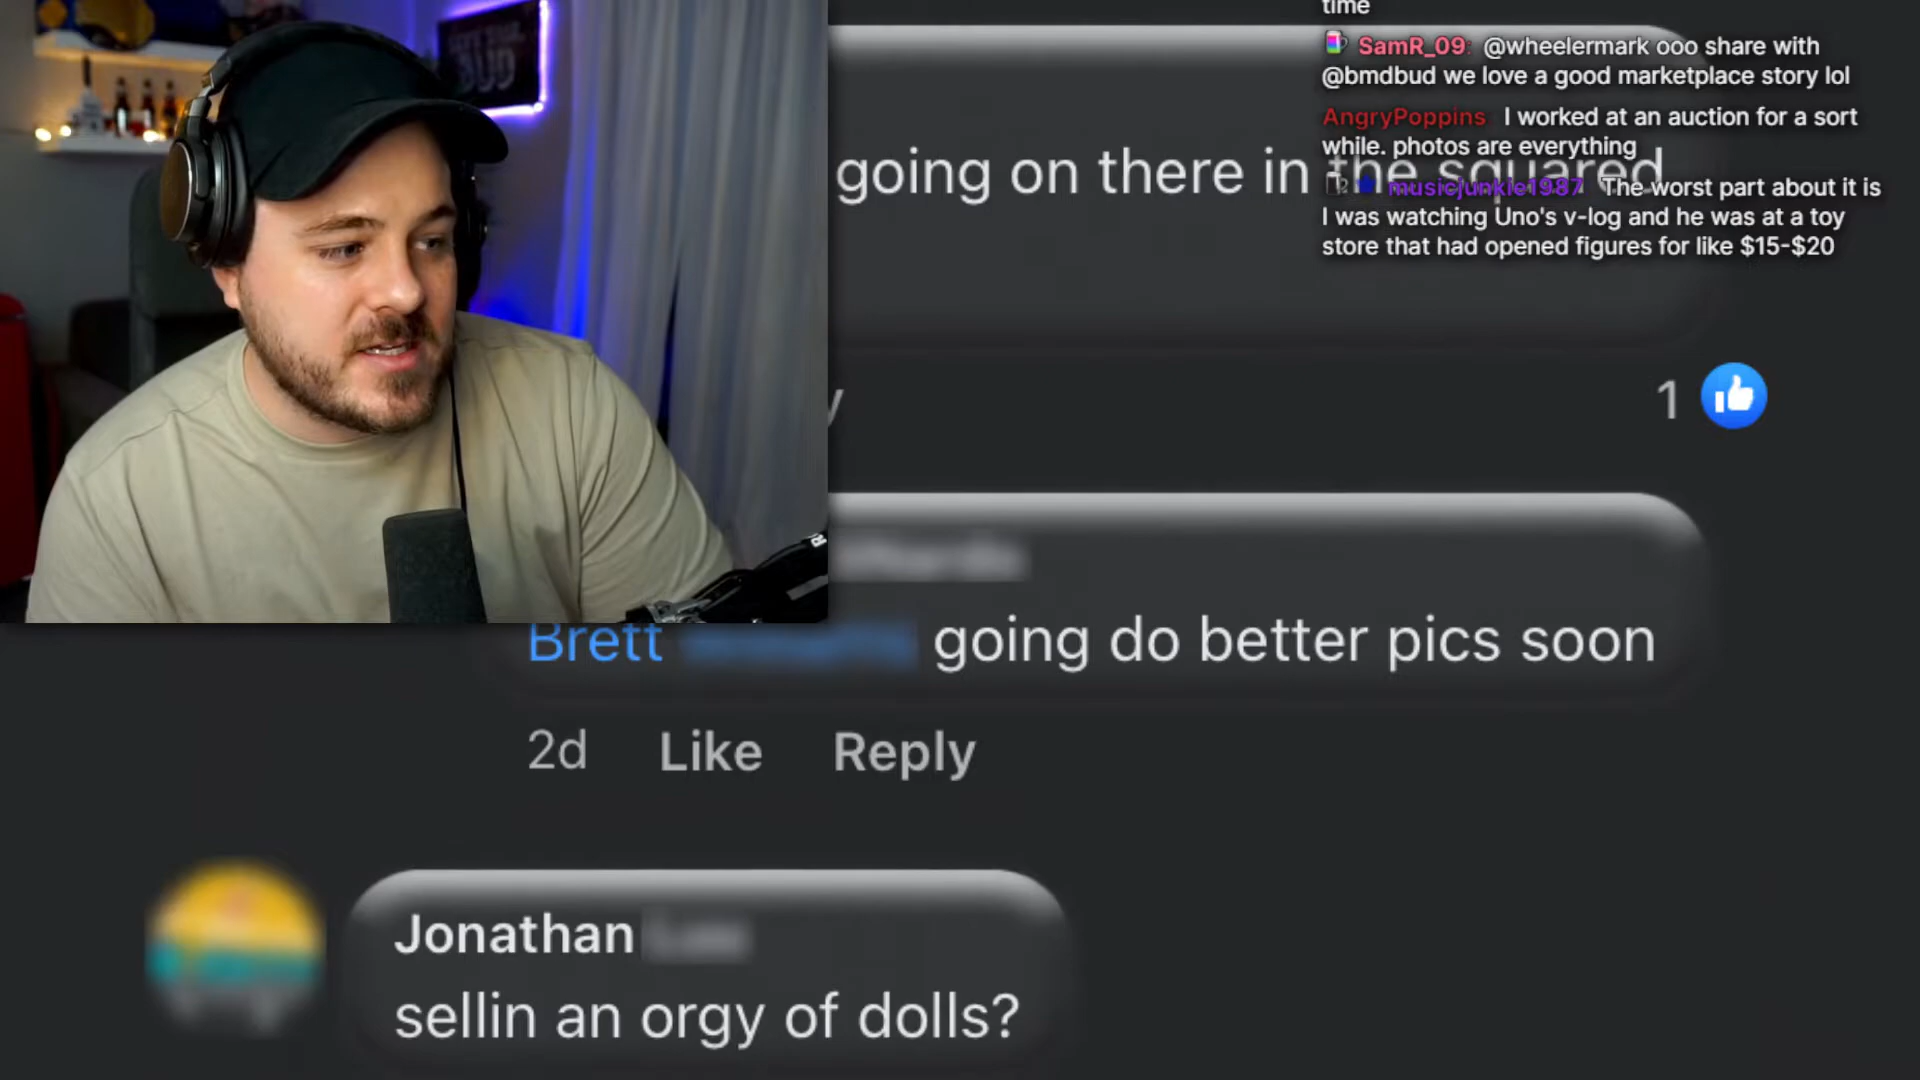 time
SamR_09: @wheelermark ooo share with
@bmdbud we love a good marketplace story lol
AngryPoppins I worked at an auction for a sort
while. photos are everything
musicjunkie1987 The worst part about it is
I was watching Uno's v-log and he was at a toy
store that had opened figures for like $15-$20
BUD
going on there in the squared
y
1
Brett going do better pics soon
2d Like Reply
Jonathan
sellin an orgy of dolls?